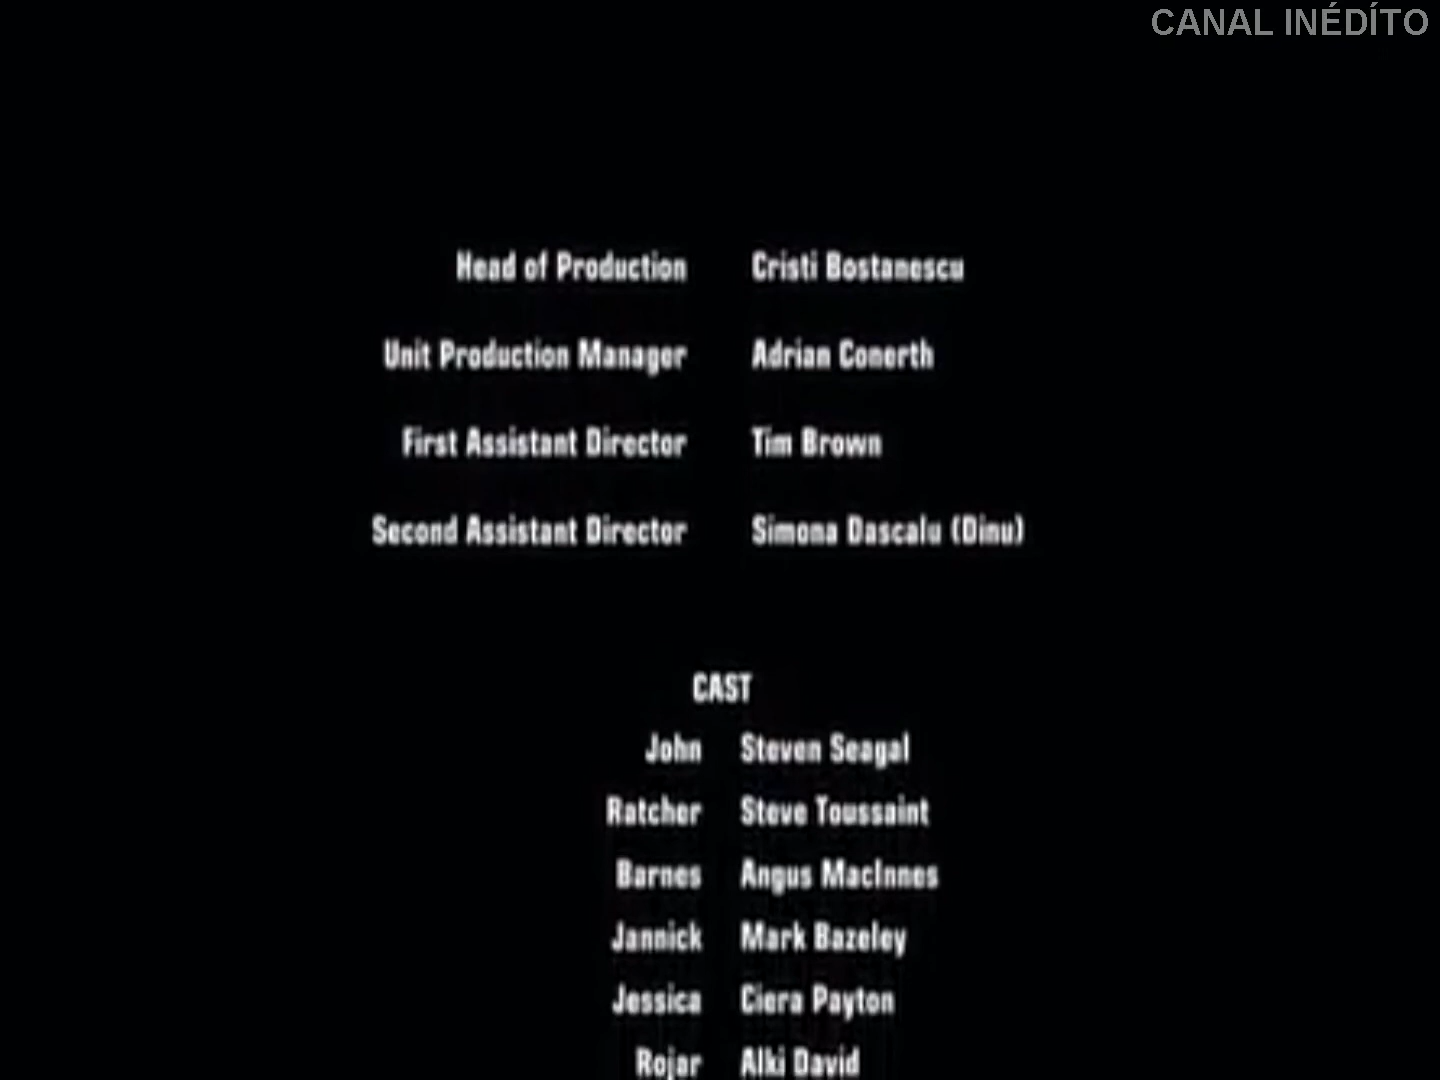 CANAL INÉDÍTO
Head of Production Cristi Bostanescu
Unit Production Manager Adrian Conerth
First Assistant Director Tim Brown
Second Assistant Director Simona Dascalu (Dinu)
CAST
John Steven Seagal
Ratcher Steve Toussaint
Barnes Angus MacInnes
Jannick Mark Bazeley
Jessica Ciera Payton
Rojar Alki David